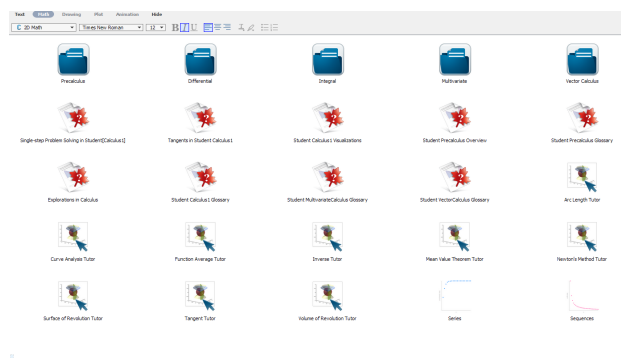 Text Math Drawing Plot Animation Hide
C 2D Math Times New Roman 12 B I U
Precalculus Differential Integral Multivariate Vector Calculus
Single-step Problem Solving in Student[Calculus1] Tangents in Student Calculus1 Student Calculus1 Visualizations Student Precalculus Overview Student Precalculus Glossary
Explorations in Calculus Student Calculus1 Glossary Student MultivariateCalculus Glossary Student VectorCalculus Glossary Arc Length Tutor
Curve Analysis Tutor Function Average Tutor Inverse Tutor Mean Value Theorem Tutor Newton's Method Tutor
Surface of Revolution Tutor Tangent Tutor Volume of Revolution Tutor Series Sequences